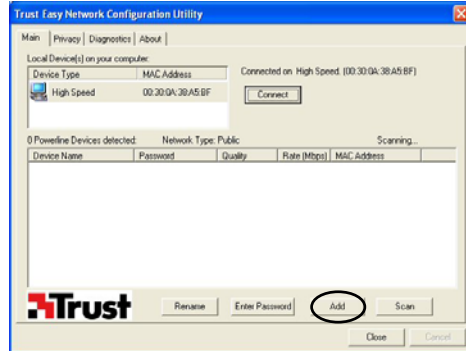 Trust Easy Network Configuration Utility
Main Privacy Diagnostics About
Local Device(s) on your computer:
Device Type MAC Address
High Speed 00:30:0A:38:A5:BF
Connected on High Speed (00:30:0A:38:A5:BF)
Connect
0 Powerline Devices detected: Network Type: Public Scanning...
Device Name Password Quality Rate (Mbps) MAC Address
Trust
Rename Enter Password Add Scan
Close Cancel